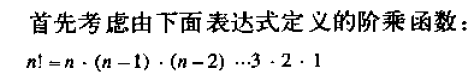 首先考虑由下面表达式定义的阶乘函数：
n! = n · (n − 1) · (n − 2) ···3 · 2 · 1